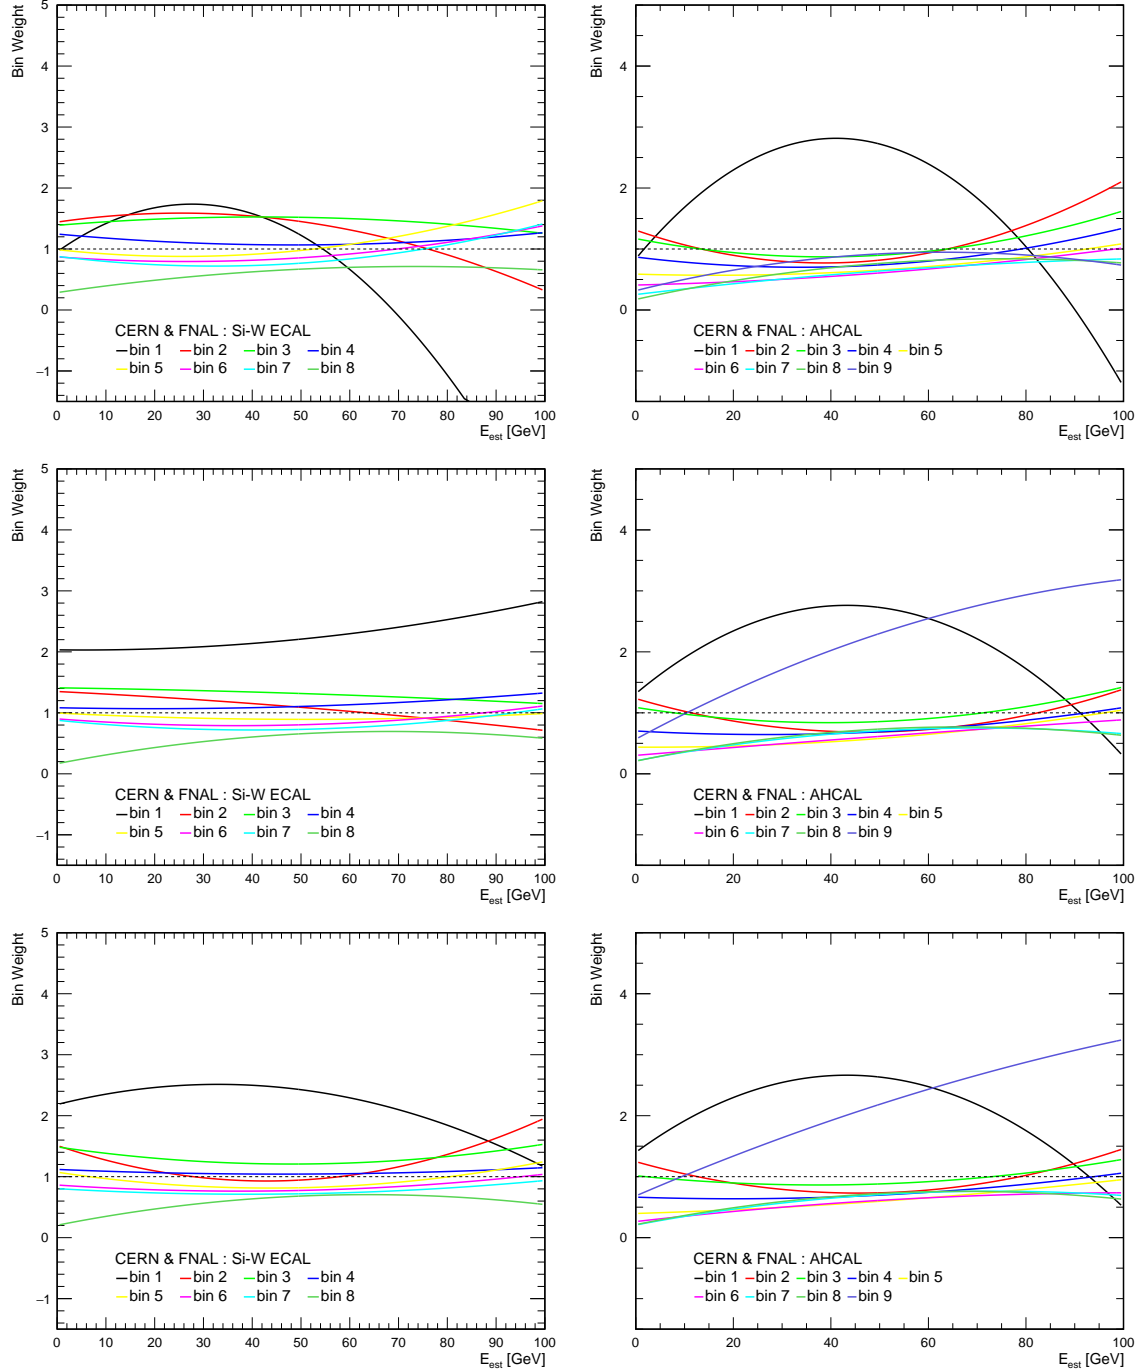 Bin Weight
5
4
3
2
1
0
−1
CERN & FNAL : Si-W ECAL
bin 1 bin 2 bin 3 bin 4
bin 5 bin 6 bin 7 bin 8
0 10 20 30 40 50 60 70 80 90 100
E_est [GeV]
Bin Weight
4
2
0
CERN & FNAL : AHCAL
bin 1 bin 2 bin 3 bin 4 bin 5
bin 6 bin 7 bin 8 bin 9
0 20 40 60 80 100
E_est [GeV]
Bin Weight
5
4
3
2
1
0
−1
CERN & FNAL : Si-W ECAL
bin 1 bin 2 bin 3 bin 4
bin 5 bin 6 bin 7 bin 8
0 10 20 30 40 50 60 70 80 90 100
E_est [GeV]
Bin Weight
4
2
0
CERN & FNAL : AHCAL
bin 1 bin 2 bin 3 bin 4 bin 5
bin 6 bin 7 bin 8 bin 9
0 20 40 60 80 100
E_est [GeV]
Bin Weight
5
4
3
2
1
0
−1
CERN & FNAL : Si-W ECAL
bin 1 bin 2 bin 3 bin 4
bin 5 bin 6 bin 7 bin 8
0 10 20 30 40 50 60 70 80 90 100
E_est [GeV]
Bin Weight
4
2
0
CERN & FNAL : AHCAL
bin 1 bin 2 bin 3 bin 4 bin 5
bin 6 bin 7 bin 8 bin 9
0 20 40 60 80 100
E_est [GeV]